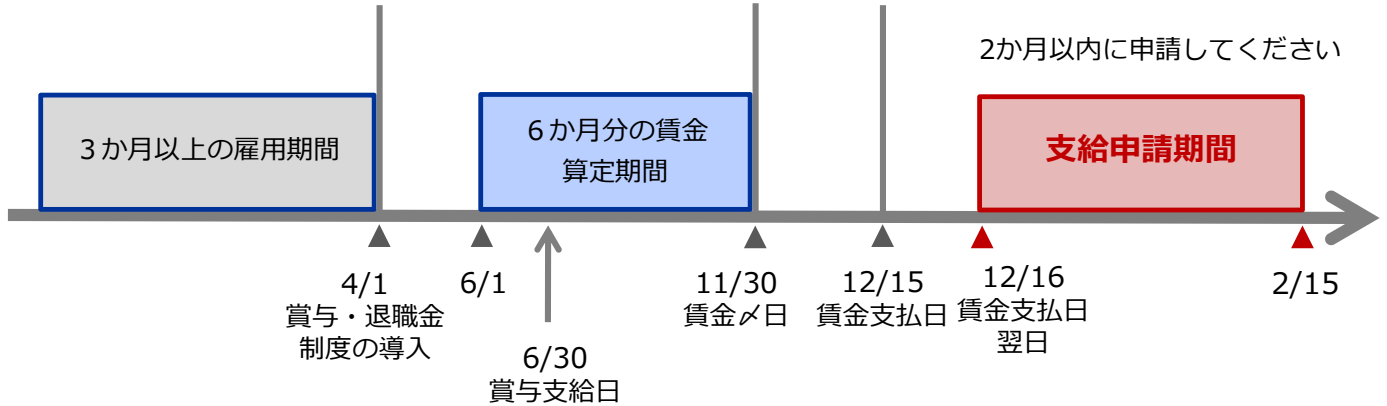 2か月以内に申請してください
３か月以上の雇用期間
６か月分の賃金
算定期間
支給申請期間
4/1
賞与・退職金
制度の導入
6/1
6/30
賞与支給日
11/30
賃金〆日
12/15
賃金支払日
12/16
賃金支払日
翌日
2/15